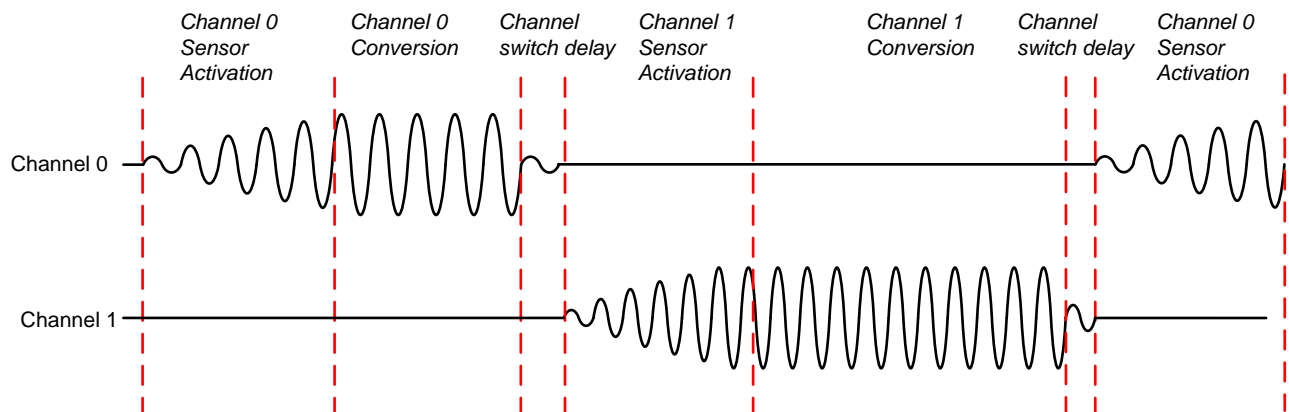 Channel 0
Sensor
Activation
Channel 0
Conversion
Channel
switch delay
Channel 1
Sensor
Activation
Channel 1
Conversion
Channel
switch delay
Channel 0
Sensor
Activation
Channel 0
Channel 1